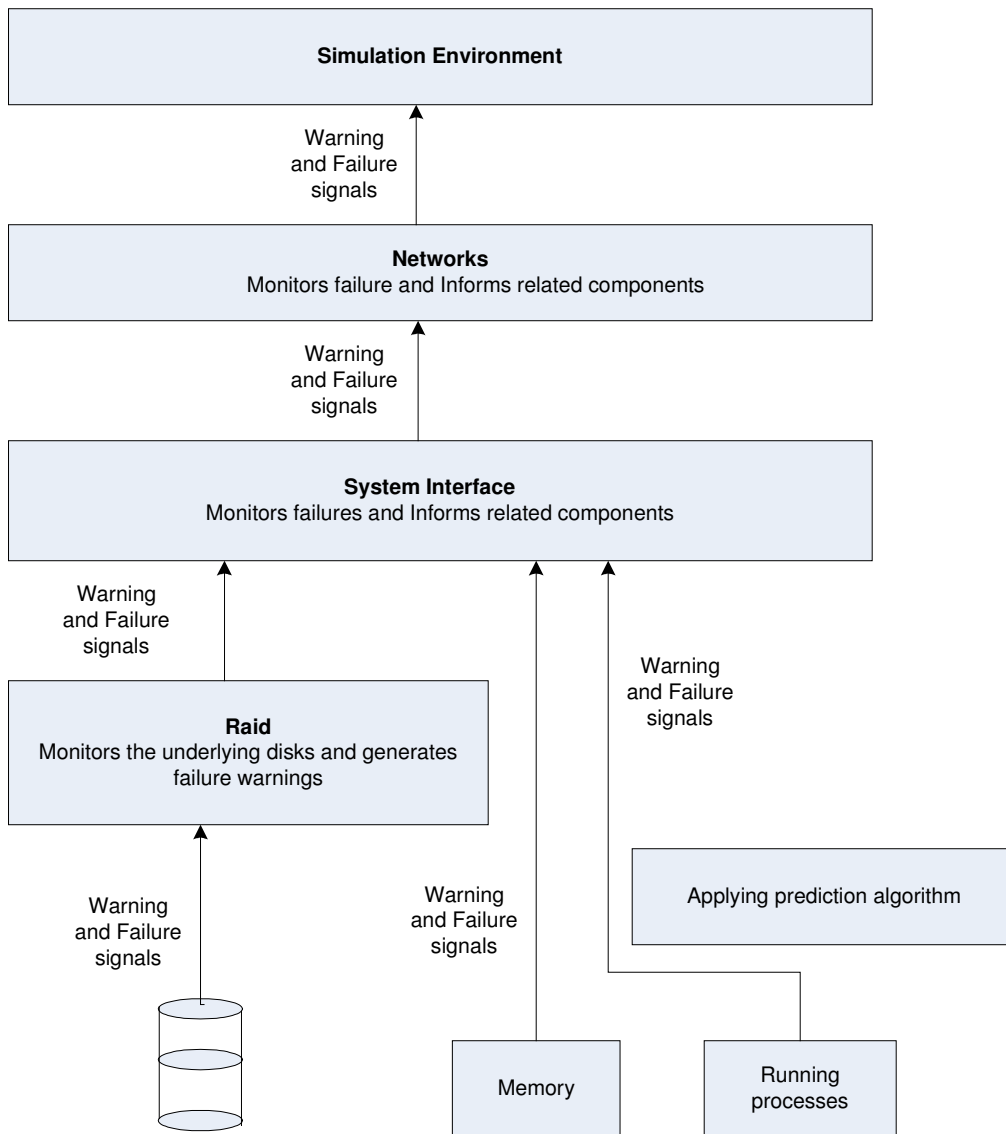 Simulation Environment
Warning
and Failure
signals
Networks
Monitors failure and Informs related components
Warning
and Failure
signals
System Interface
Monitors failures and Informs related components
Warning
and Failure
signals
Warning
and Failure
signals
Raid
Monitors the underlying disks and generates
failure warnings
Applying prediction algorithm
Warning
and Failure
signals
Warning
and Failure
signals
Memory
Running
processes